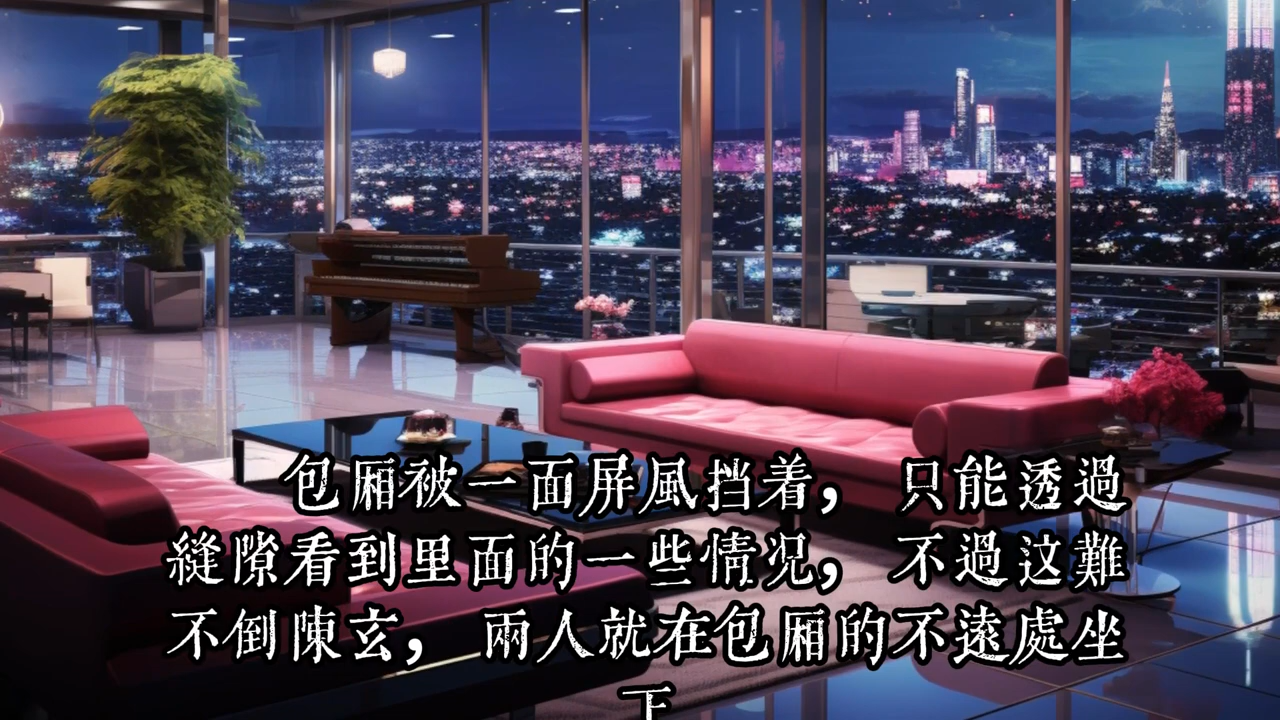 包厢被一面屏風挡着，只能透過
縫隙看到里面的一些情况，不過这難
不倒陳玄，兩人就在包厢的不遠處坐
下